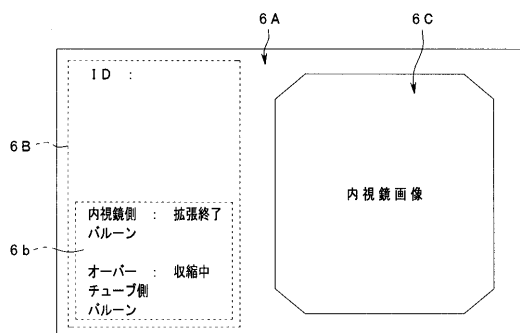 6A
6C
ID :
6B
内視鏡画像
内視鏡側 : 拡張終了
バルーン
6b
オーバー : 収縮中
チューブ側
バルーン